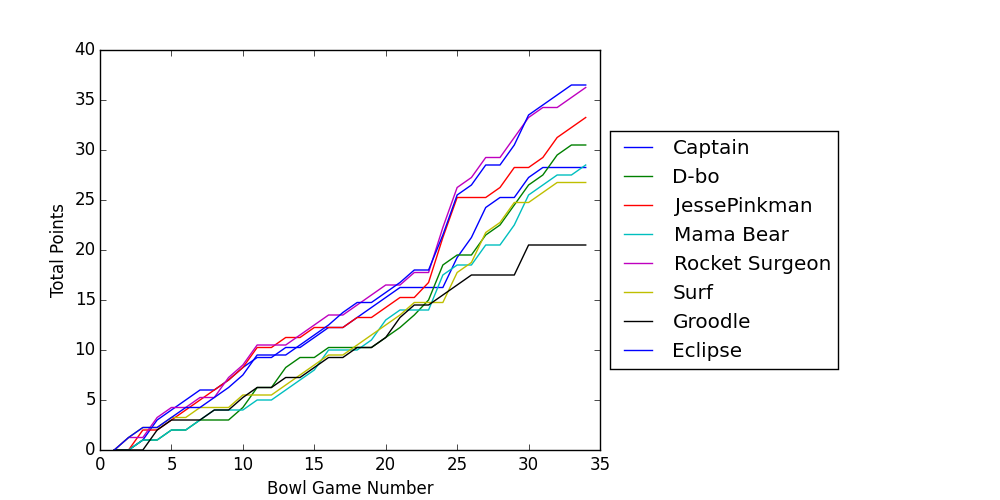 40
35
30
25
20
15
10
5
0
0 5 10 15 20 25 30 35
Total Points
Bowl Game Number
Captain
D-bo
JessePinkman
Mama Bear
Rocket Surgeon
Surf
Groodle
Eclipse